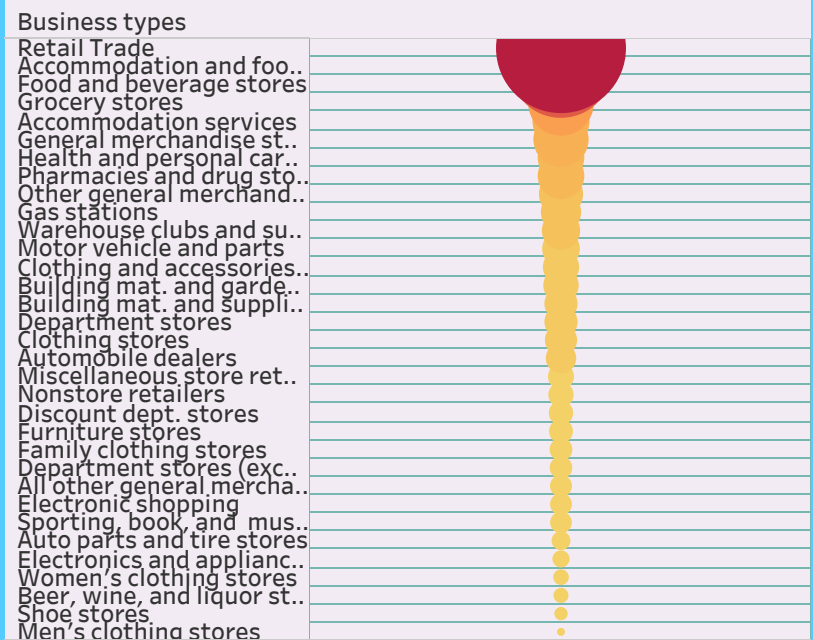 Business types
Retail Trade
Accommodation and foo..
Food and beverage stores
Grocery stores
Accommodation services
General merchandise st..
Health and personal car..
Pharmacies and drug sto..
Other general merchand..
Gas stations
Warehouse clubs and su..
Motor vehicle and parts
Clothing and accessories..
Building mat. and garde..
Building mat. and suppli..
Department stores
Clothing stores
Automobile dealers
Miscellaneous store ret..
Nonstore retailers
Discount dept. stores
Furniture stores
Family clothing stores
Department stores (exc..
All other general mercha..
Electronic shopping
Sporting, book, and mus..
Auto parts and tire stores
Electronics and applianc..
Women's clothing stores
Beer, wine, and liquor st..
Shoe stores
Men's clothing stores